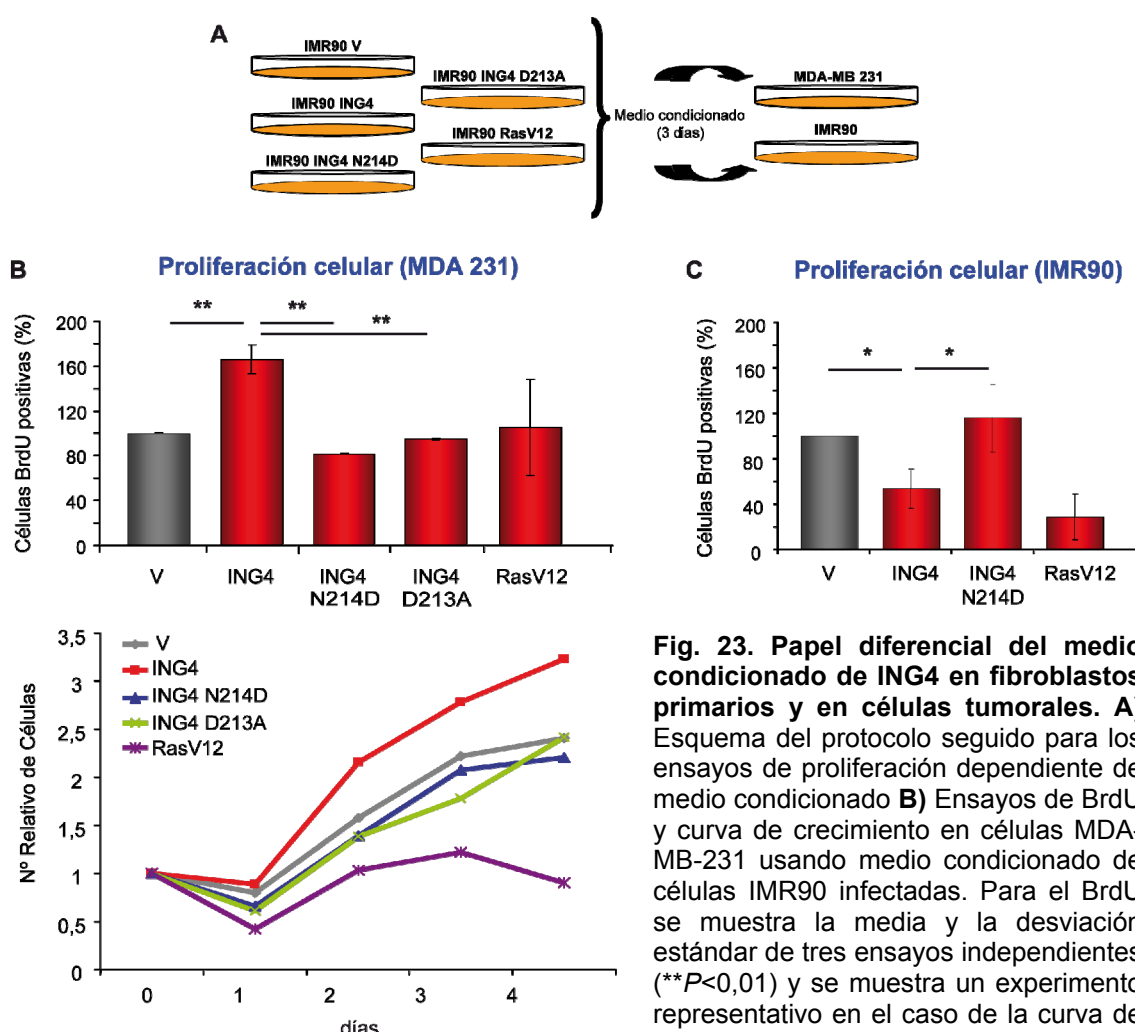 A
IMR90 V
IMR90 ING4 D213A
IMR90 ING4
IMR90 RasV12
IMR90 ING4 N214D
Medio condicionado
(3 días)
MDA-MB 231
IMR90
B
Proliferación celular (MDA 231)
Células BrdU positivas (%)
200
160
120
80
40
0
**
**
**
V
ING4
ING4
N214D
ING4
D213A
RasV12
C
Proliferación celular (IMR90)
Células BrdU positivas (%)
200
160
120
80
40
0
*
*
V
ING4
ING4
N214D
RasV12
Nº Relativo de Células
3,5
3
2,5
2
1,5
1
0,5
0
V
ING4
ING4 N214D
ING4 D213A
RasV12
0
1
2
3
4
días
Fig. 23. Papel diferencial del medio
condicionado de ING4 en fibroblastos
primarios y en células tumorales. A)
Esquema del protocolo seguido para los
ensayos de proliferación dependiente de
medio condicionado B) Ensayos de BrdU
y curva de crecimiento en células MDA-
MB-231 usando medio condicionado de
células IMR90 infectadas. Para el BrdU
se muestra la media y la desviación
estándar de tres ensayos independientes
(**P<0,01) y se muestra un experimento
representativo en el caso de la curva de